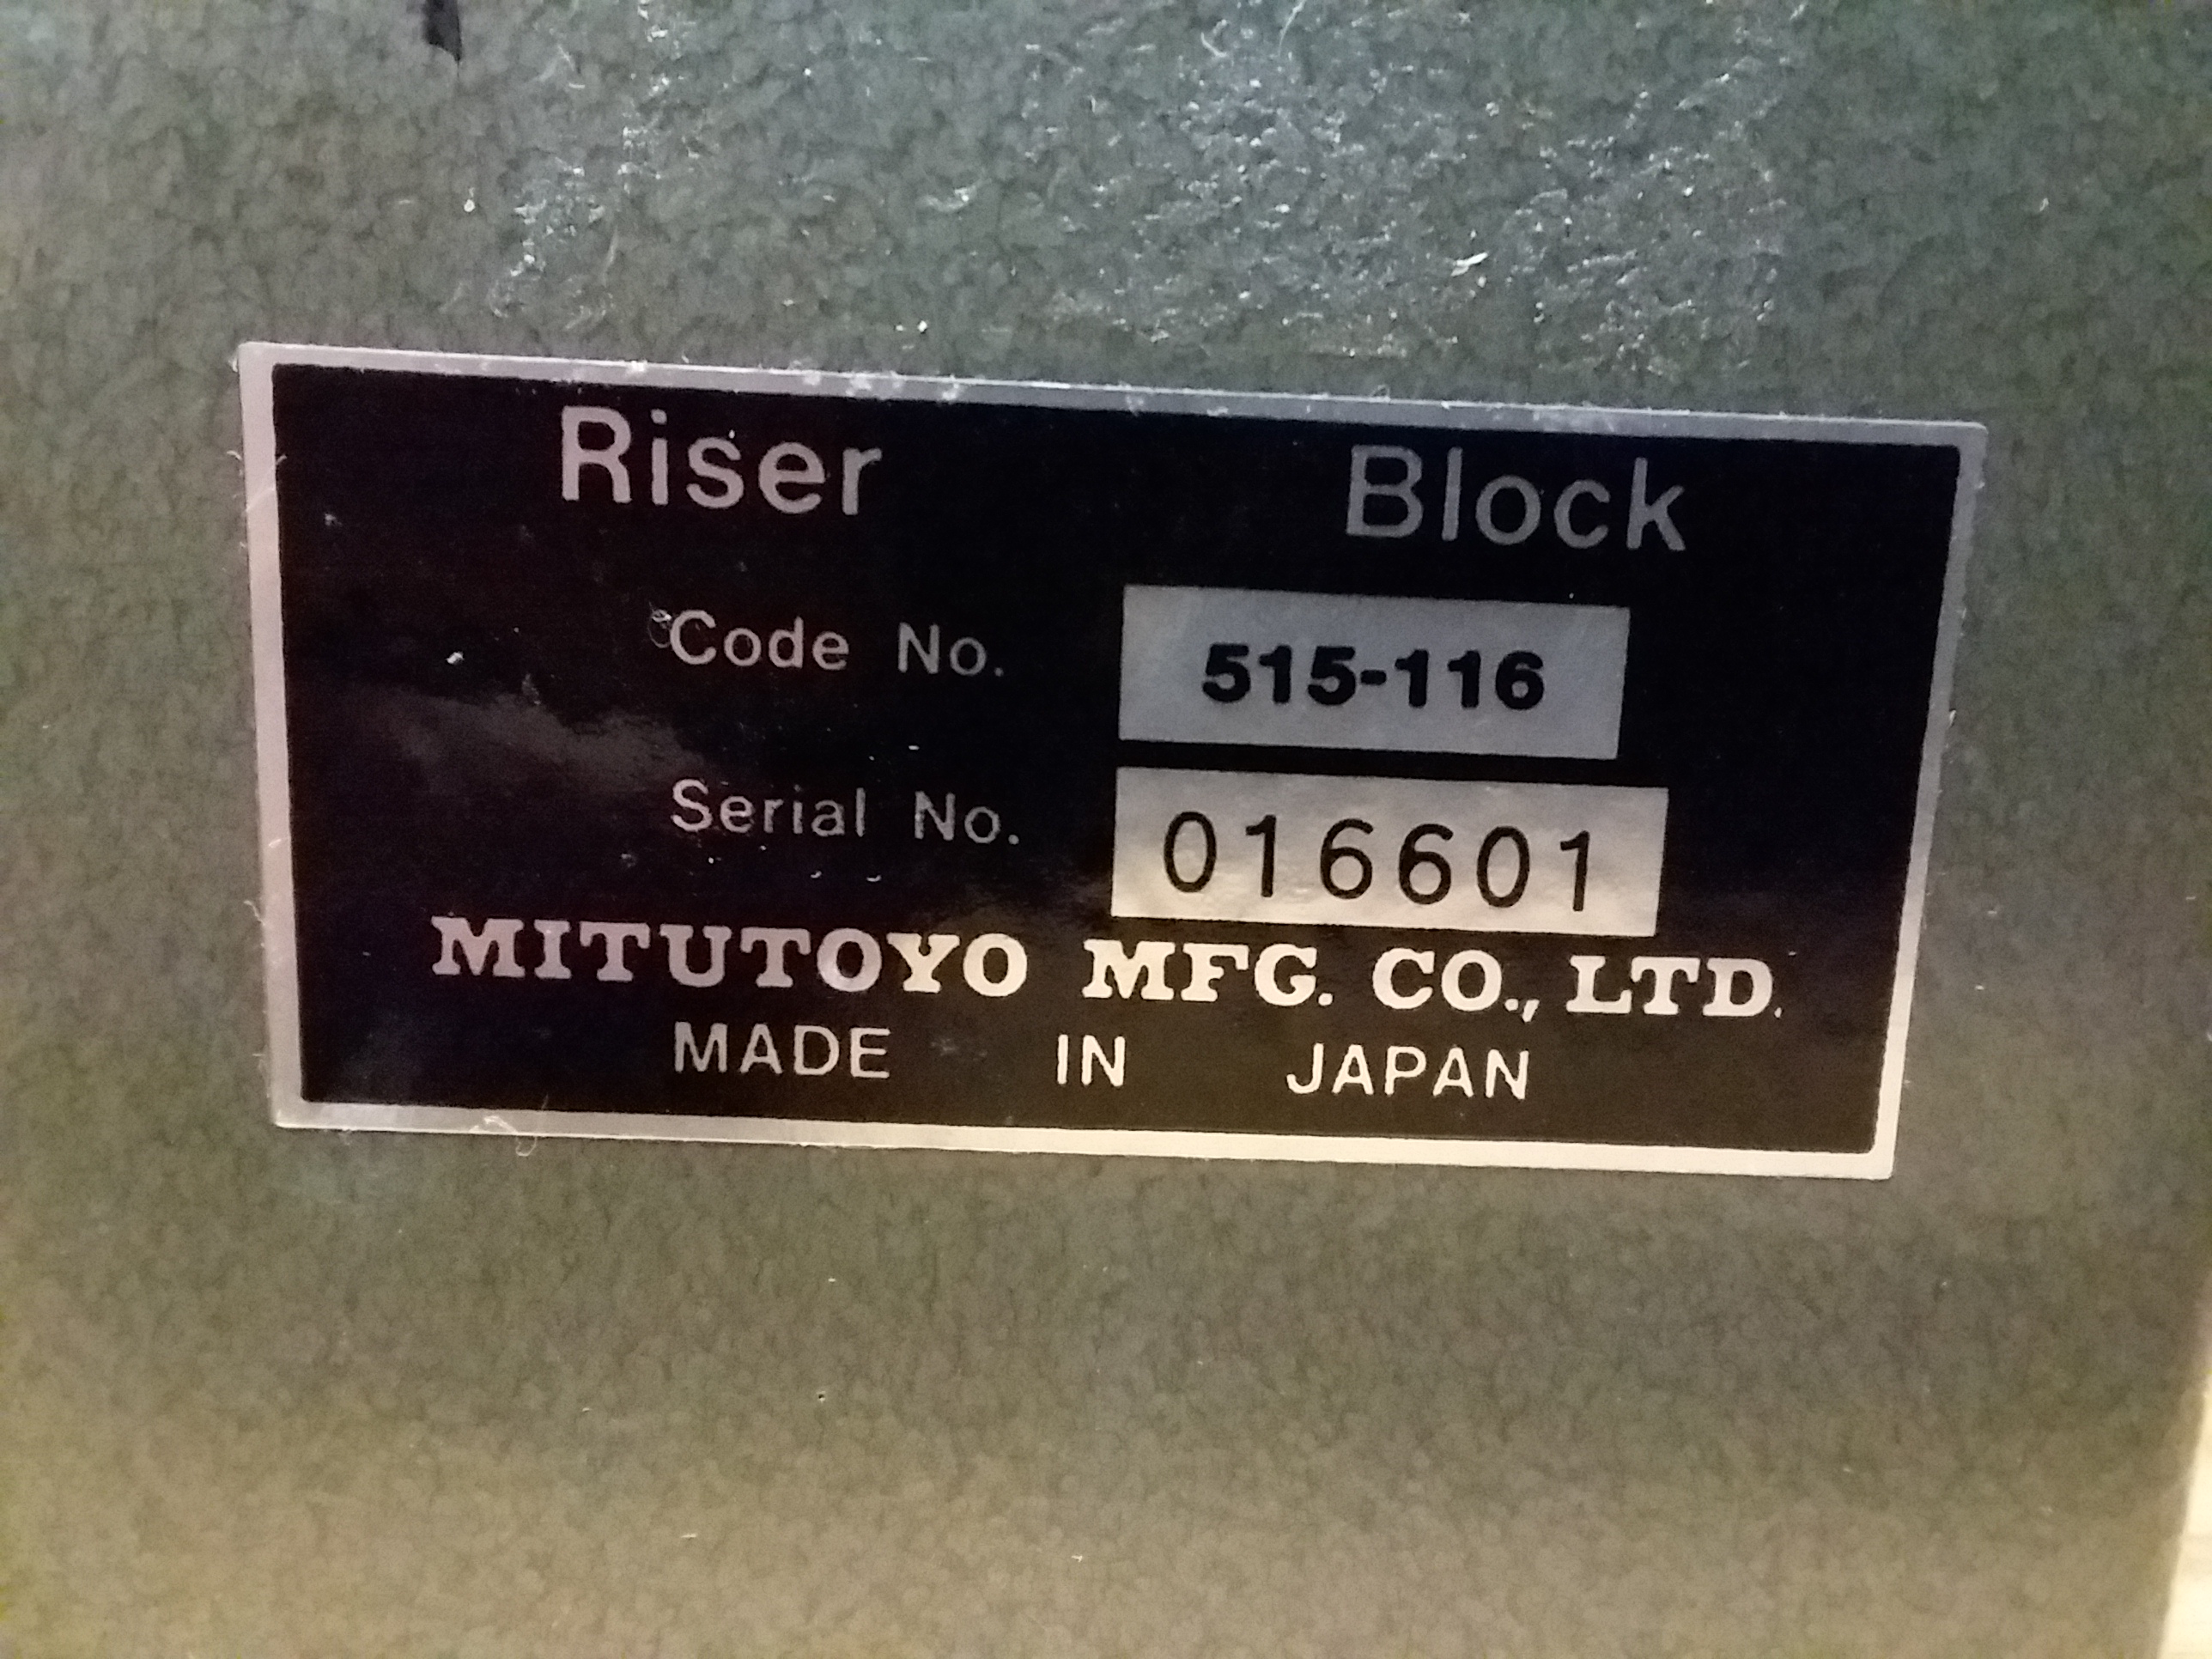 Riser Block
Code No. 515-116
Serial No. 016601
MITUTOYO MFG. CO., LTD.
MADE IN JAPAN